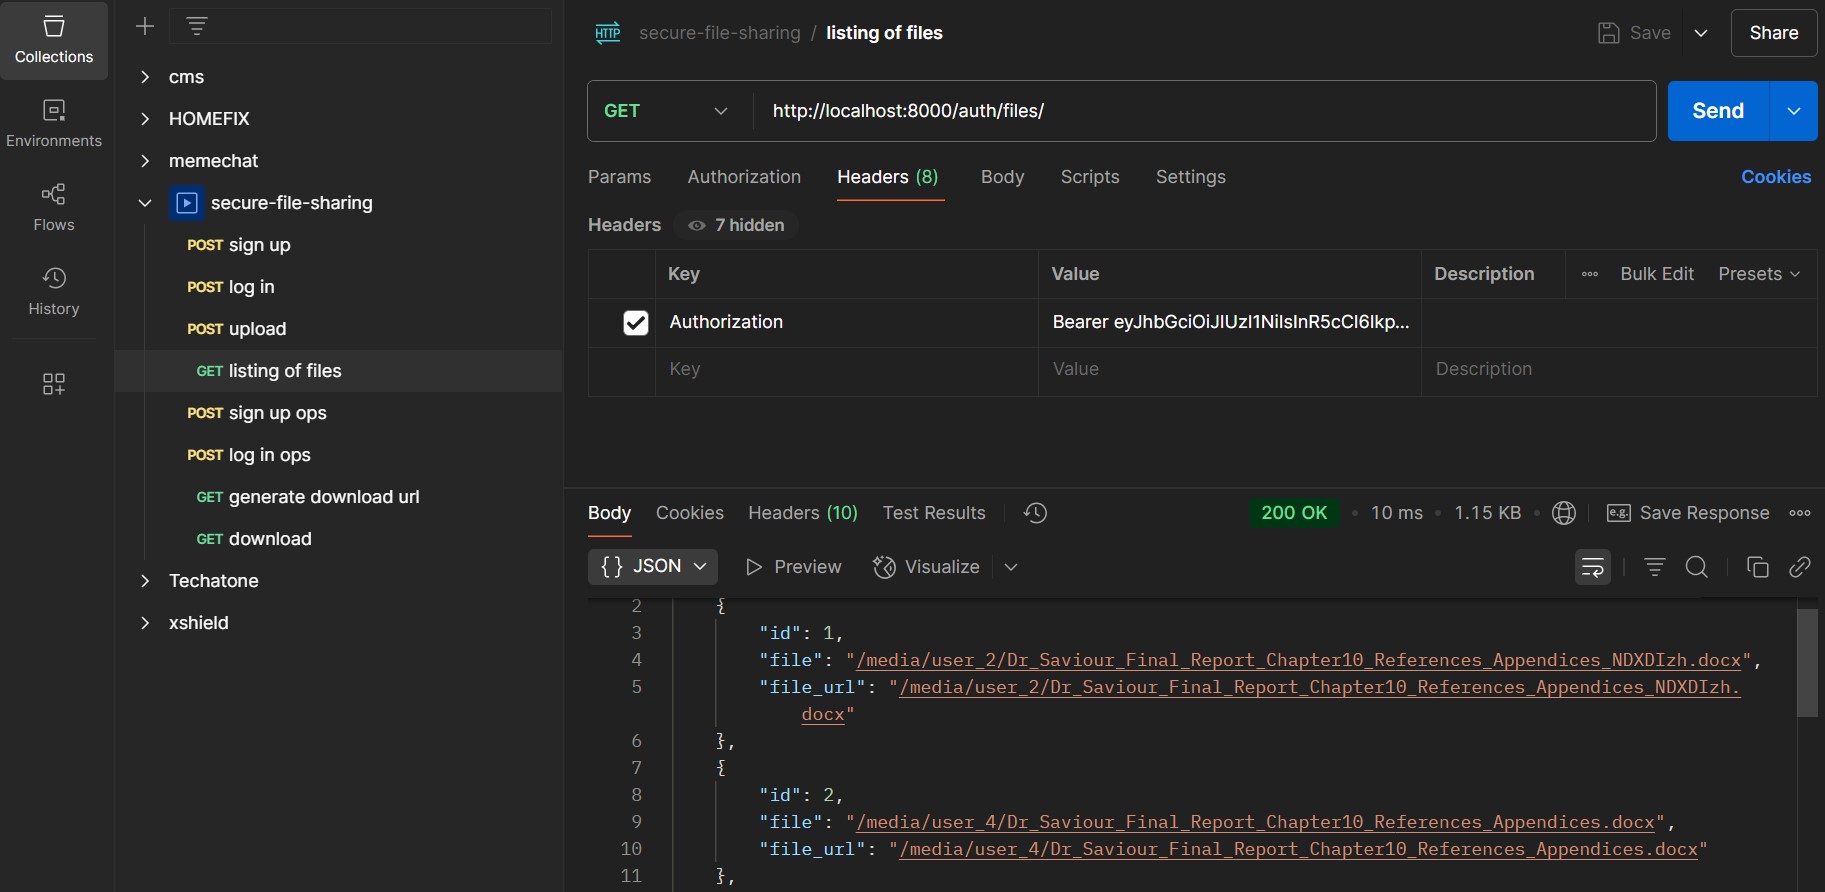 Collections
Environments
Flows
History
cms
HOMEFIX
memechat
secure-file-sharing
POST sign up
POST log in
POST upload
GET listing of files
POST sign up ops
POST log in ops
GET generate download url
GET download
Techatone
xshield
HTTP secure-file-sharing / listing of files
Save
Share
GET http://localhost:8000/auth/files/
Send
Params Authorization Headers (8) Body Scripts Settings
Cookies
Headers 7 hidden
Key Value Description Bulk Edit Presets
Authorization Bearer eyJhbGciOiJIUzI1NiIsInR5cCI6Ikp...
Key Value Description
Body Cookies Headers (10) Test Results
200 OK • 10 ms • 1.15 KB
e.g. Save Response
{} JSON Preview Visualize
2 {
3 "id": 1,
4 "file": "/media/user_2/Dr_Saviour_Final_Report_Chapter10_References_Appendices_NDXDIzh.docx",
5 "file_url": "/media/user_2/Dr_Saviour_Final_Report_Chapter10_References_Appendices_NDXDIzh.
docx"
6 },
7 {
8 "id": 2,
9 "file": "/media/user_4/Dr_Saviour_Final_Report_Chapter10_References_Appendices.docx",
10 "file_url": "/media/user_4/Dr_Saviour_Final_Report_Chapter10_References_Appendices.docx"
11 },